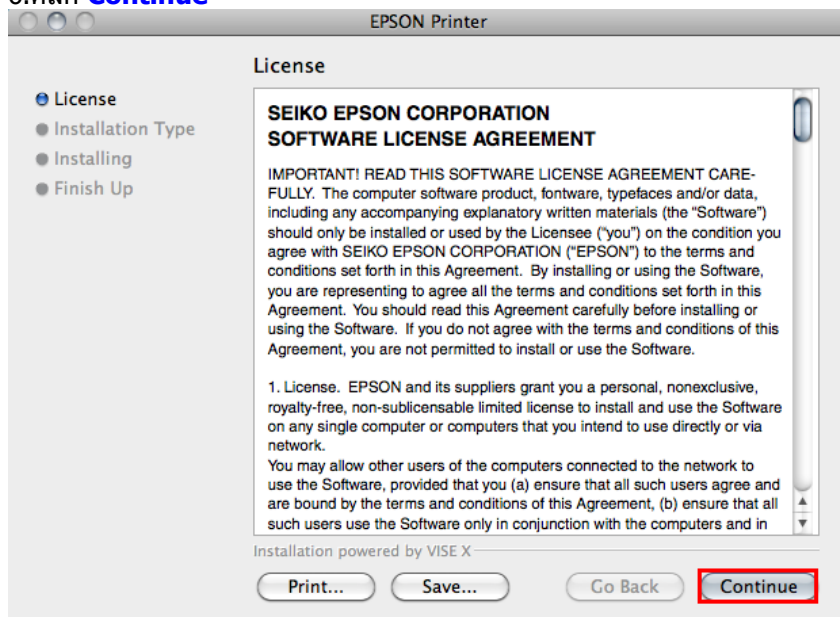 Continue
EPSON Printer
License
License
Installation Type
Installing
Finish Up
SEIKO EPSON CORPORATION
SOFTWARE LICENSE AGREEMENT
IMPORTANT! READ THIS SOFTWARE LICENSE AGREEMENT CARE-
FULLY. The computer software product, fontware, typefaces and/or data,
including any accompanying explanatory written materials (the “Software”)
should only be installed or used by the Licensee (“you”) on the condition you
agree with SEIKO EPSON CORPORATION (“EPSON”) to the terms and
conditions set forth in this Agreement. By installing or using the Software,
you are representing to agree all the terms and conditions set forth in this
Agreement. You should read this Agreement carefully before installing or
using the Software. If you do not agree with the terms and conditions of this
Agreement, you are not permitted to install or use the Software.
1. License. EPSON and its suppliers grant you a personal, nonexclusive,
royalty-free, non-sublicensable limited license to install and use the Software
on any single computer or computers that you intend to use directly or via
network.
You may allow other users of the computers connected to the network to
use the Software, provided that you (a) ensure that all such users agree and
are bound by the terms and conditions of this Agreement, (b) ensure that all
such users use the Software only in conjunction with the computers and in
Installation powered by VISE X
Print... Save... Go Back Continue